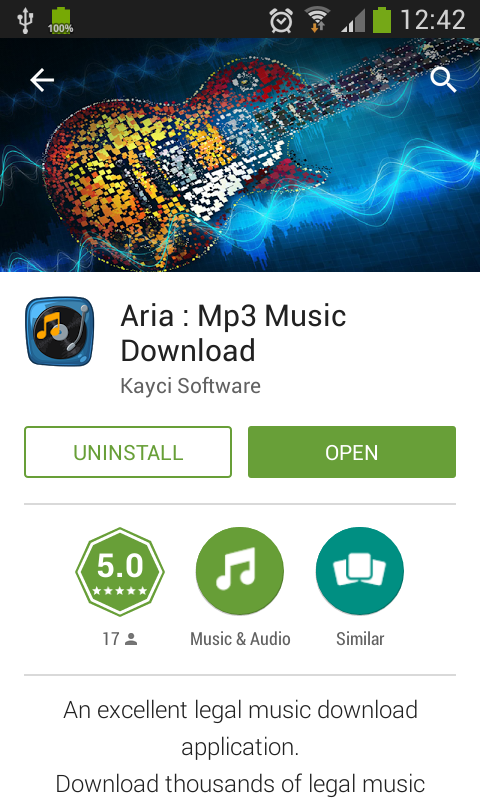 100%
12:42
Aria : Mp3 Music
Download
Kayci Software
UNINSTALL
OPEN
5.0
17
Music & Audio
Similar
An excellent legal music download
application.
Download thousands of legal music